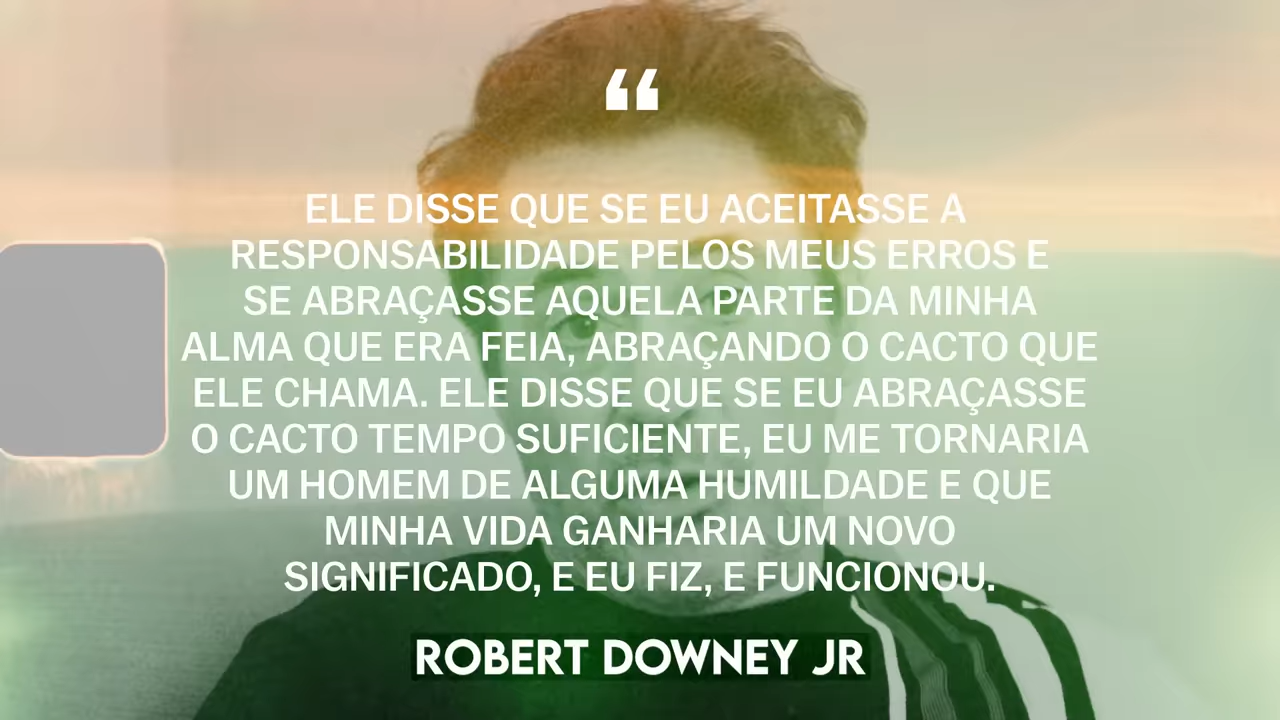 “
ELE DISSE QUE SE EU ACEITASSE A
RESPONSABILIDADE PELOS MEUS ERROS E
SE ABRAÇASSE AQUELA PARTE DA MINHA
ALMA QUE ERA FEIA, ABRAÇANDO O CACTO QUE
ELE CHAMA. ELE DISSE QUE SE EU ABRAÇASSE
O CACTO TEMPO SUFICIENTE, EU ME TORNARIA
UM HOMEM DE ALGUMA HUMILDADE E QUE
MINHA VIDA GANHARIA UM NOVO
SIGNIFICADO, E EU FIZ, E FUNCIONOU.
ROBERT DOWNEY JR